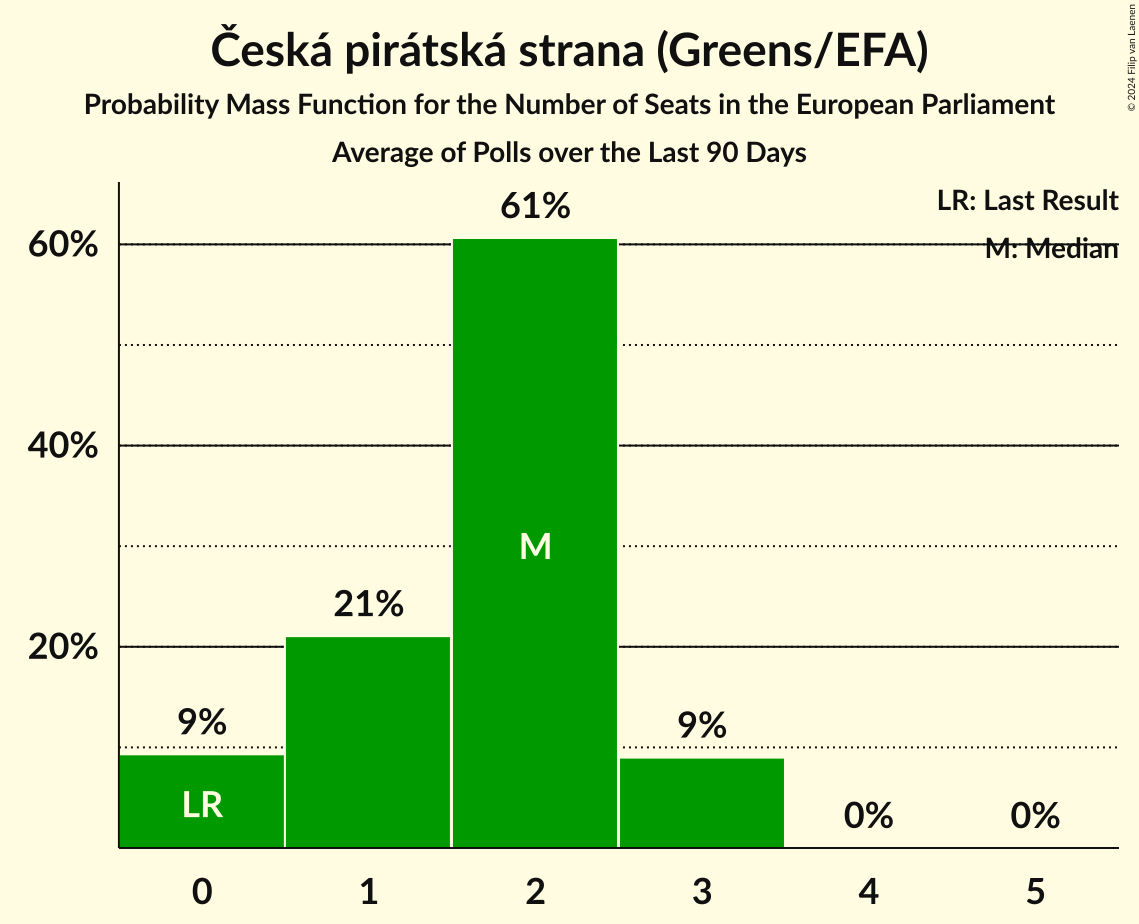 Česká pirátská strana (Greens/EFA)
Probability Mass Function for the Number of Seats in the European Parliament
Average of Polls over the Last 90 Days
© 2024 Filip van Laenen
LR: Last Result
M: Median
60%
40%
20%
9%
21%
61%
9%
0%
0%
LR
M
0 1 2 3 4 5